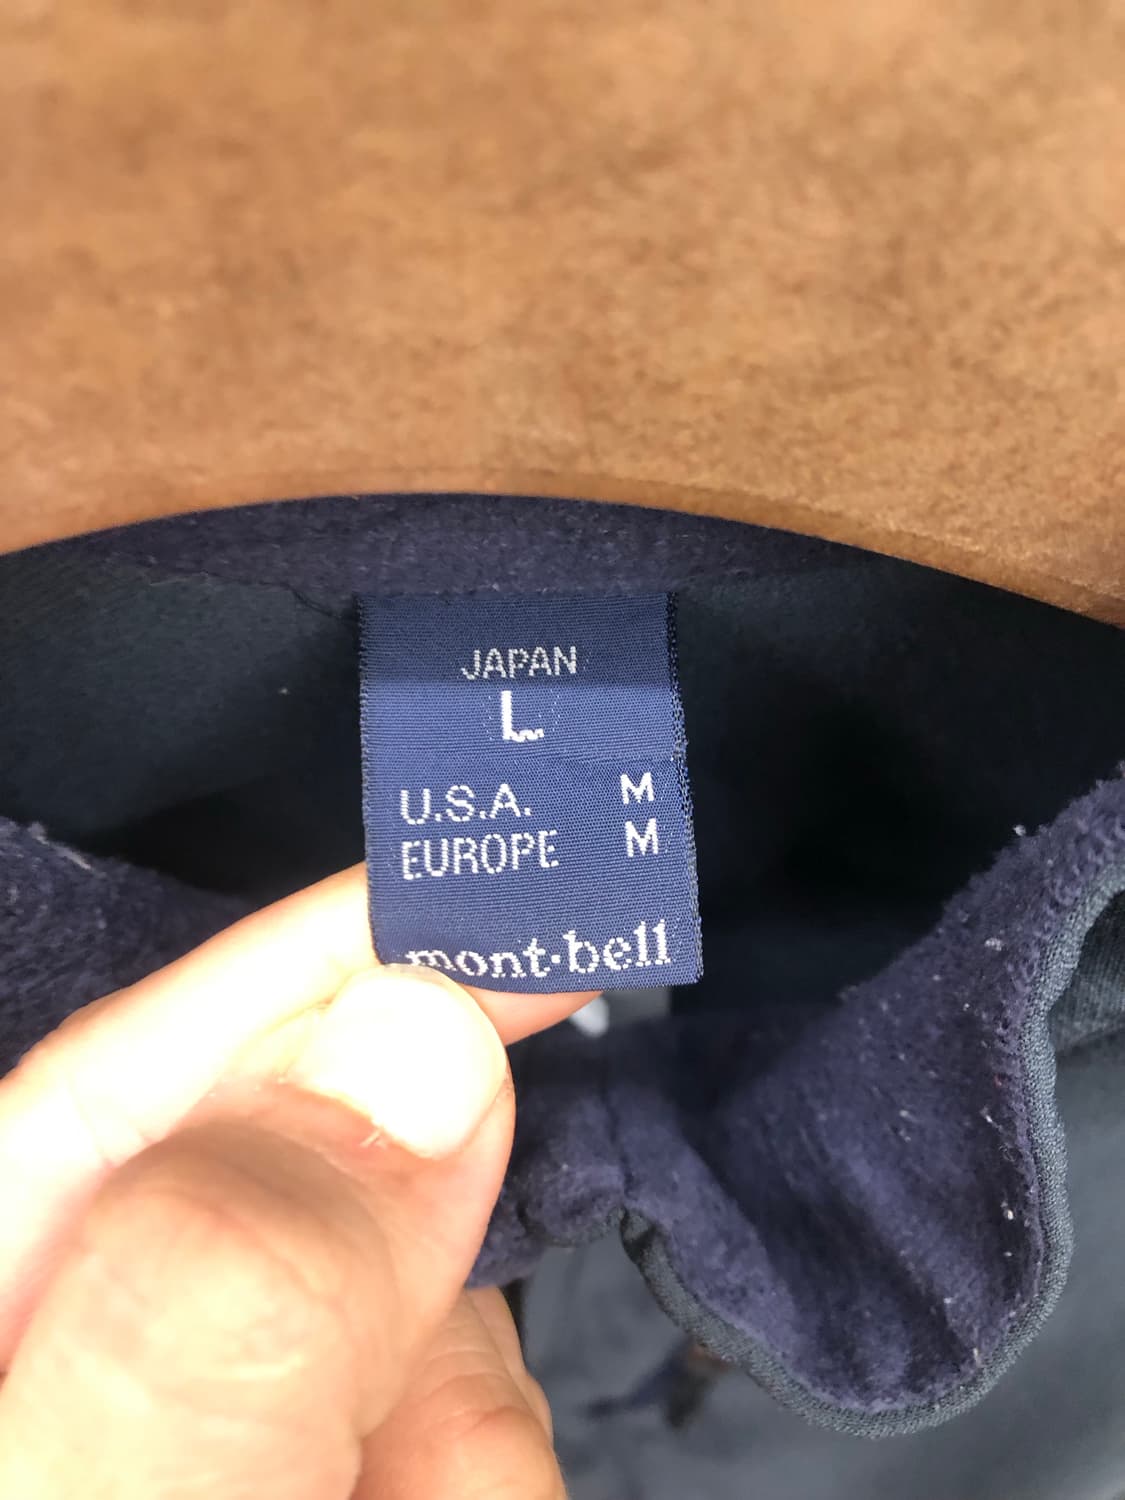 JAPAN
L
U.S.A. M
EUROPE M
mont-bell